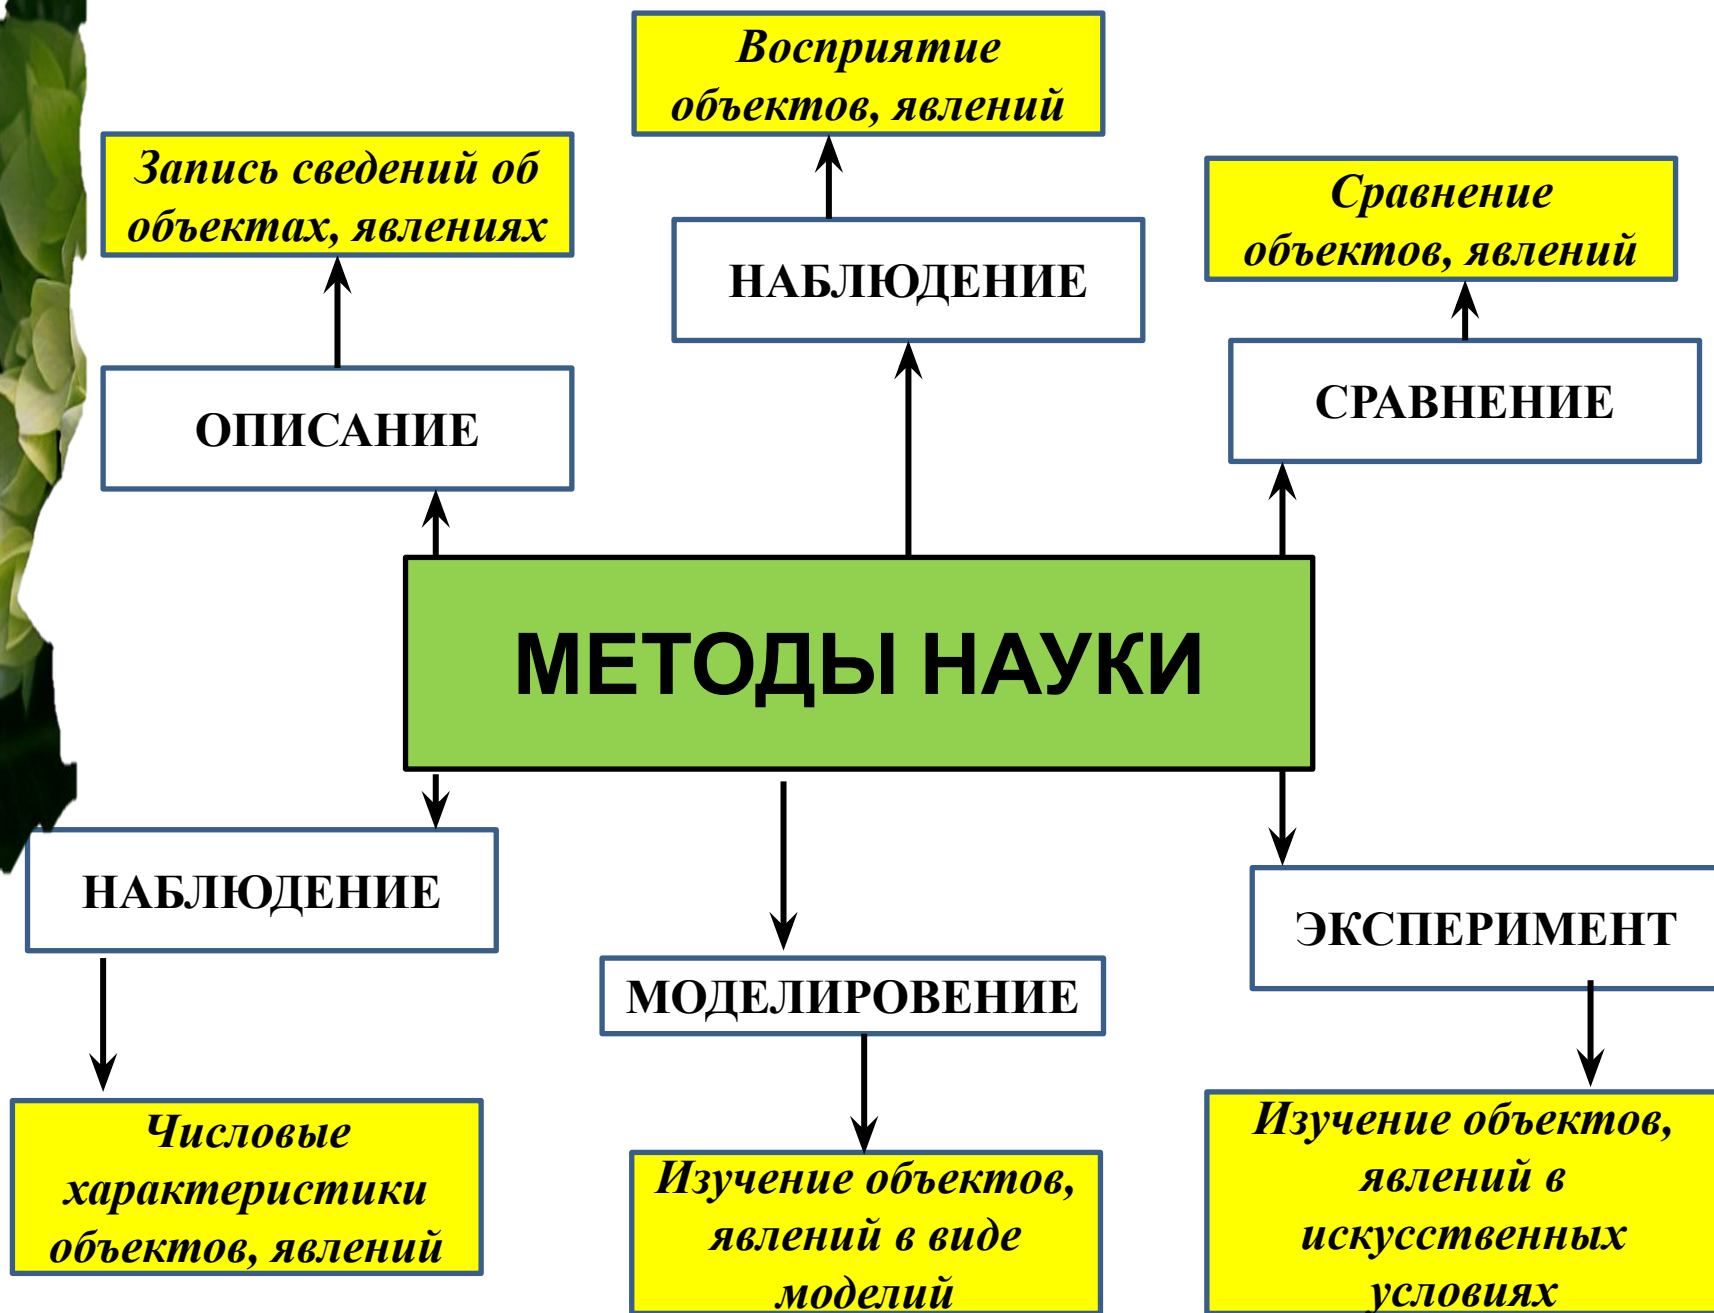 Восприятие
объектов, явлений
Запись сведений об
объектах, явлениях
Сравнение
объектов, явлений
НАБЛЮДЕНИЕ
СРАВНЕНИЕ
ОПИСАНИЕ
МЕТОДЫ НАУКИ
НАБЛЮДЕНИЕ
ЭКСПЕРИМЕНТ
МОДЕЛИРОВЕНИЕ
Числовые
характеристики
объектов, явлений
Изучение объектов,
явлений в виде
моделий
Изучение объектов,
явлений в
искусственных
условиях